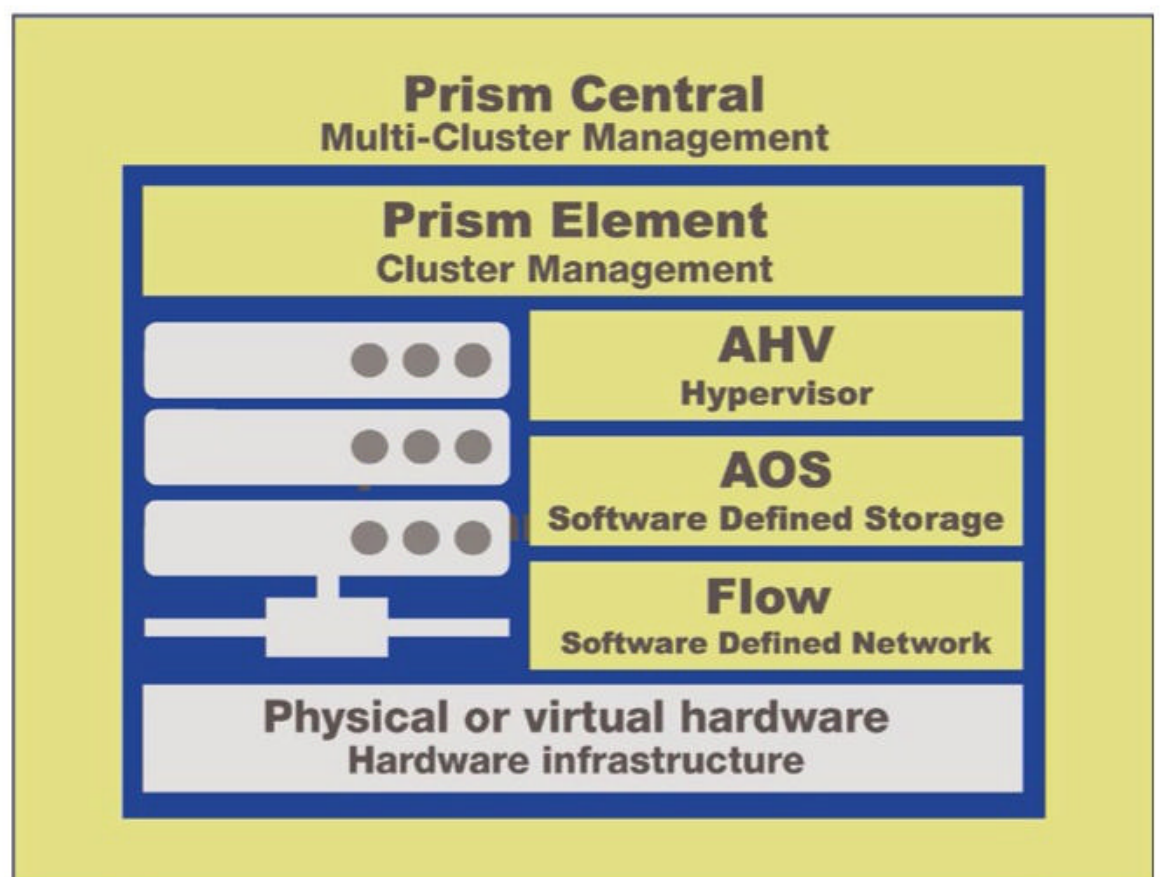 Prism Central
Multi-Cluster Management
Prism Element
Cluster Management
AHV
Hypervisor
AOS
Software Defined Storage
Flow
Software Defined Network
Physical or virtual hardware
Hardware infrastructure